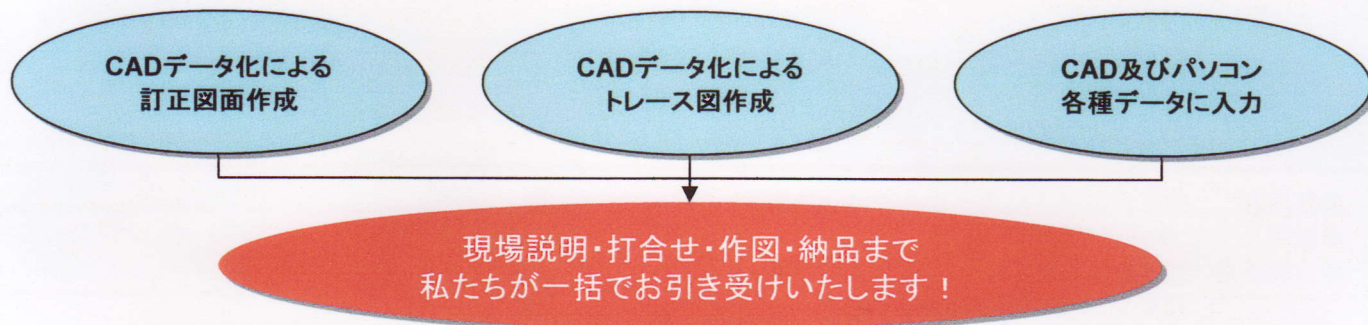 CADデータ化による
訂正図面作成
CADデータ化による
トレース図作成
CAD及びパソコン
各種データに入力
現場説明・打合せ・作図・納品まで
私たちが一括でお引き受けいたします！